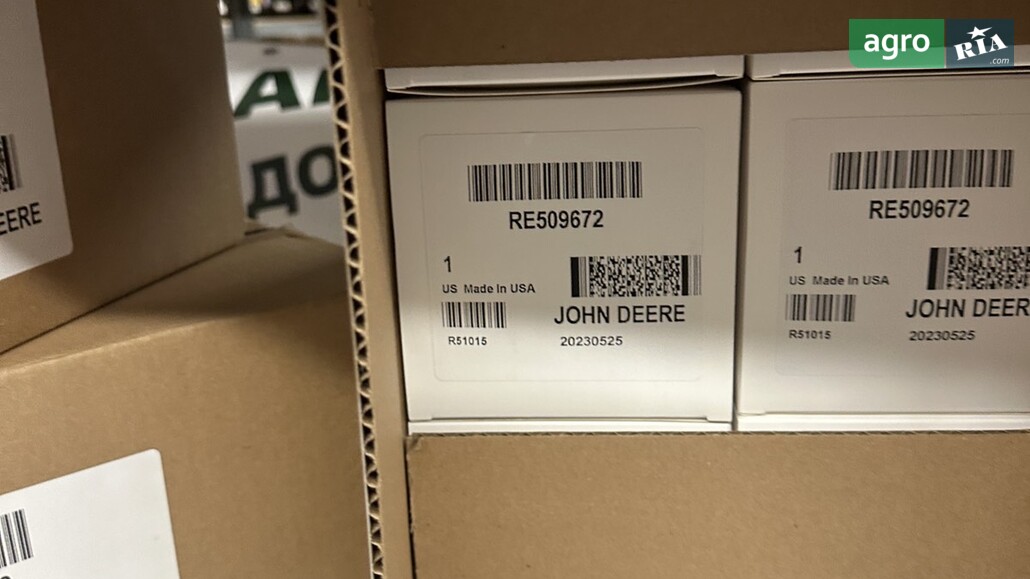 agro
RIA
.com
ДО
EERE
RE509672
1
US Made In USA
JOHN DEERE
R51015
20230525
RE509672
1
US Made In USA
JOHN DEER
R51015
20230525